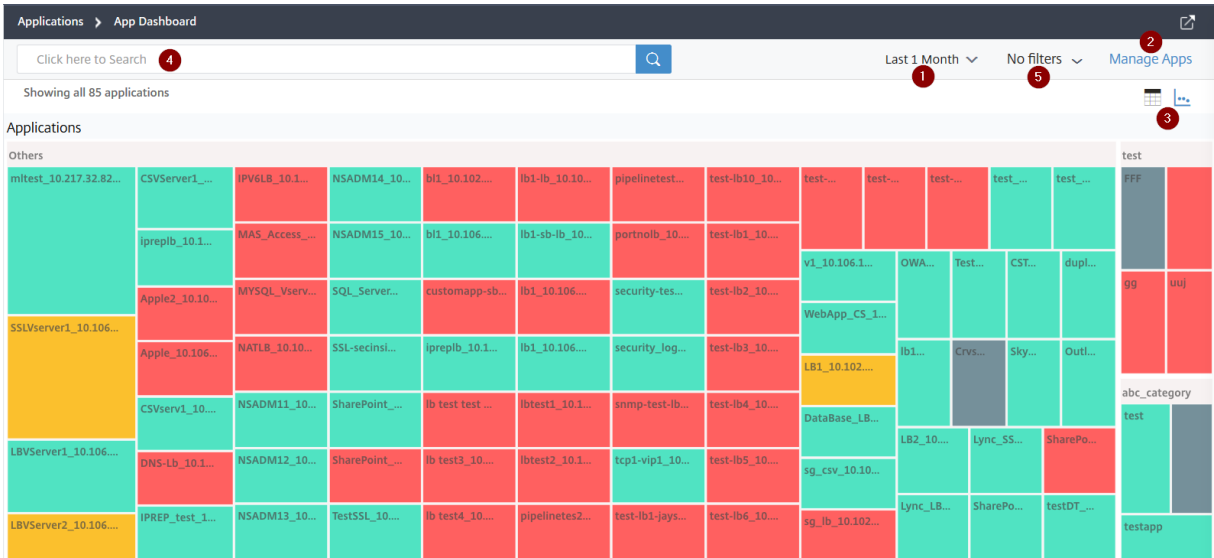 Applications > App Dashboard
2
Click here to Search 4
Last 1 Month No filters Manage Apps
1 5
Showing all 85 applications
3
Applications
Others
test
mltest_10.217.32.82...
CSVServer1_...
IPV6LB_10.1...
NSADM14_10...
bl1_10.102....
lb1-lb_10.10...
pipelinetest...
test-lb10_10...
test-...
test-...
test-...
test_...
test_...
FFF
ipreplb_10.1...
MAS_Access_...
NSADM15_10...
bl1_10.106....
lb1-sb-lb_10...
portnolb_10....
test-lb1_10....
v1_10.106.1...
OWA...
Test...
CST...
dupl...
Apple2_10.10...
MYSQL_Vserv...
SQL_Server...
customapp-sb...
lb1_10.106....
security-tes...
test-lb2_10....
gg
uuj
SSLVserver1_10.106...
WebApp_CS_1...
Apple_10.106...
NATLB_10.10...
SSL-secinsi...
ipreplb_10.1...
lb1_10.106....
security_log...
test-lb3_10....
lb1...
Crvs...
Sky...
Outl...
LB1_10.102....
abc_category
CSVserv1_10....
NSADM11_10...
SharePoint_...
lb test test ...
lbtest1_10.1...
snmp-test-lb...
test-lb4_10....
DataBase_LB...
test
LBVServer1_10.106....
DNS-Lb_10.1...
NSADM12_10...
SharePoint_...
lb test3_10....
lbtest2_10.1...
tcp1-vip1_10...
test-lb5_10....
LB2_10....
Lync_SS...
SharePo...
sg_csv_10.10...
LBVServer2_10.106....
IPREP_test_1...
NSADM13_10...
TestSSL_10....
lb test4_10....
pipelinetes2...
test-lb1-jays...
test-lb6_10....
sg_lb_10.102...
Lync_LB...
SharePo...
testDT_...
testapp